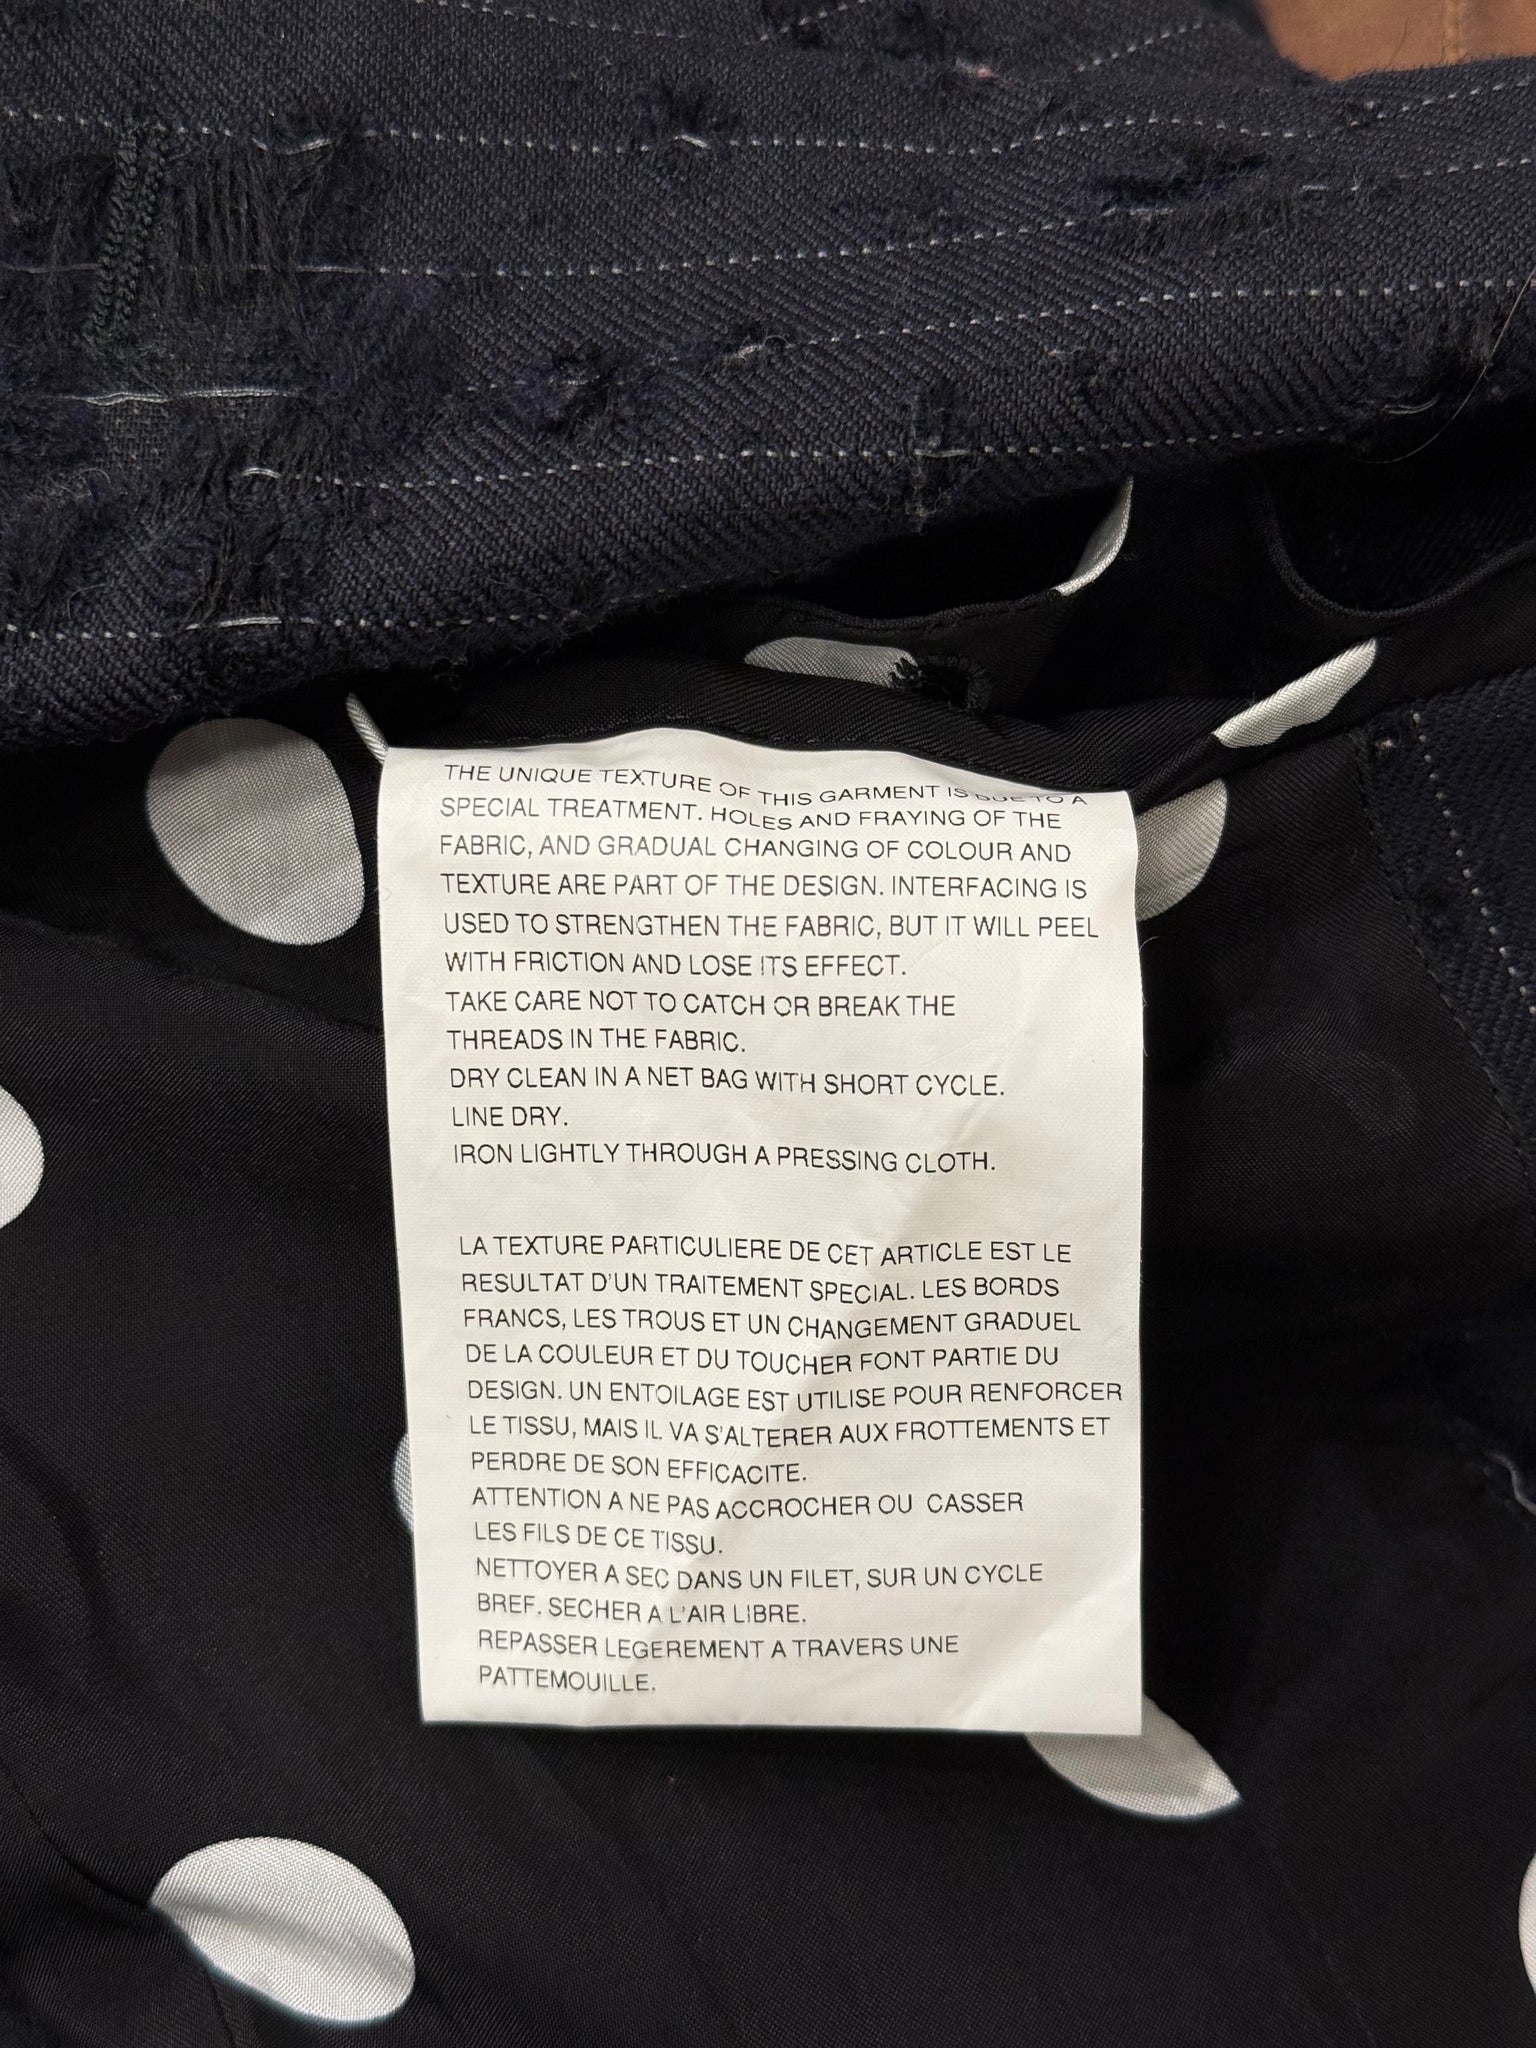 THE UNIQUE TEXTURE OF THIS GARMENT IS DUE TO A
SPECIAL TREATMENT. HOLES AND FRAYING OF THE
FABRIC, AND GRADUAL CHANGING OF COLOUR AND
TEXTURE ARE PART OF THE DESIGN. INTERFACING IS
USED TO STRENGTHEN THE FABRIC, BUT IT WILL PEEL
WITH FRICTION AND LOSE ITS EFFECT.
TAKE CARE NOT TO CATCH OR BREAK THE
THREADS IN THE FABRIC.
DRY CLEAN IN A NET BAG WITH SHORT CYCLE.
LINE DRY.
IRON LIGHTLY THROUGH A PRESSING CLOTH.
LA TEXTURE PARTICULIERE DE CET ARTICLE EST LE
RESULTAT D'UN TRAITEMENT SPECIAL. LES BORDS
FRANCS, LES TROUS ET UN CHANGEMENT GRADUEL
DE LA COULEUR ET DU TOUCHER FONT PARTIE DU
DESIGN. UN ENTOILAGE EST UTILISE POUR RENFORCER
LE TISSU, MAIS IL VA S'ALTERER AUX FROTTEMENTS ET
PERDRE DE SON EFFICACITE.
ATTENTION A NE PAS ACCROCHER OU CASSER
LES FILS DE CE TISSU.
NETTOYER A SEC DANS UN FILET, SUR UN CYCLE
BREF. SECHER A L'AIR LIBRE.
REPASSER LEGEREMENT A TRAVERS UNE
PATTEMOUILLE.